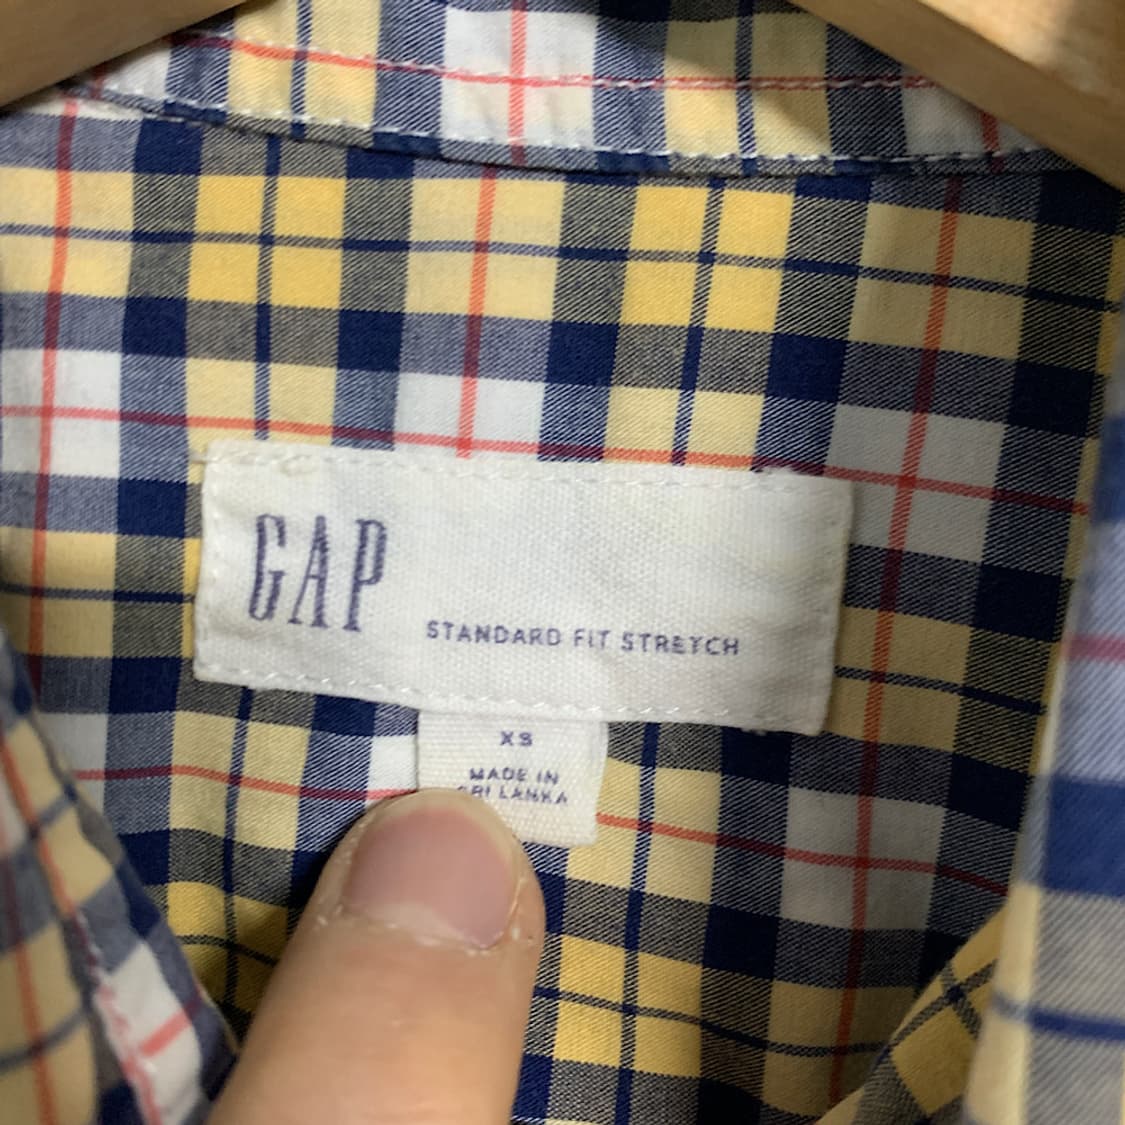 GAP
STANDARD FIT STRETCH
XS
MADE IN
SRI LANKA